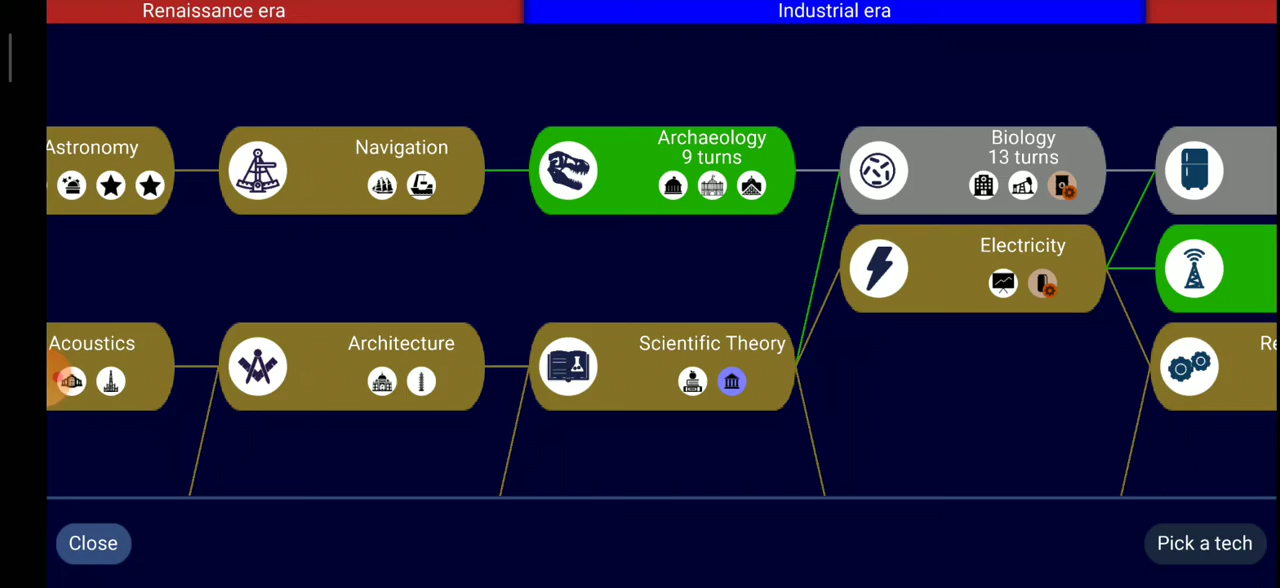 Renaissance era
Industrial era
Astronomy
Navigation
Archaeology
9 turns
Biology
13 turns
Electricity
Acoustics
Architecture
Scientific Theory
Close
Pick a tech